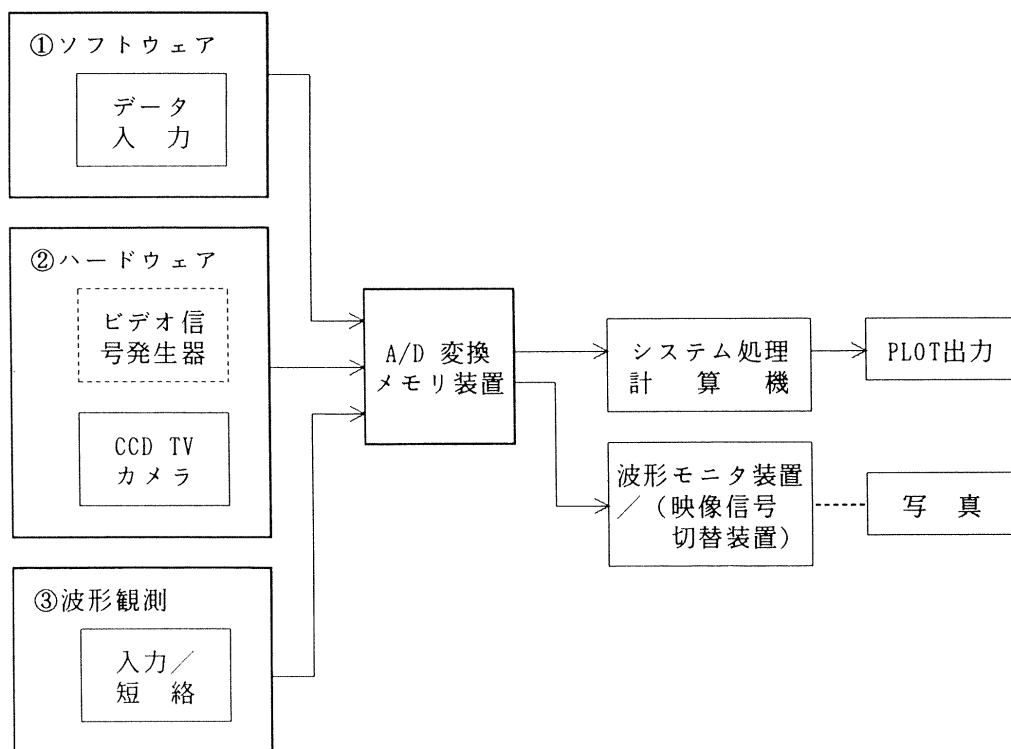 ①ソフトウェア
データ
入 力
②ハードウェア
ビデオ信
号発生器
CCD TV
カメラ
③波形観測
入力／
短 絡
A/D 変換
メモリ装置
システム処理
計 算 機
PLOT出力
波形モニタ装置
／（映像信号
切替装置）
写 真